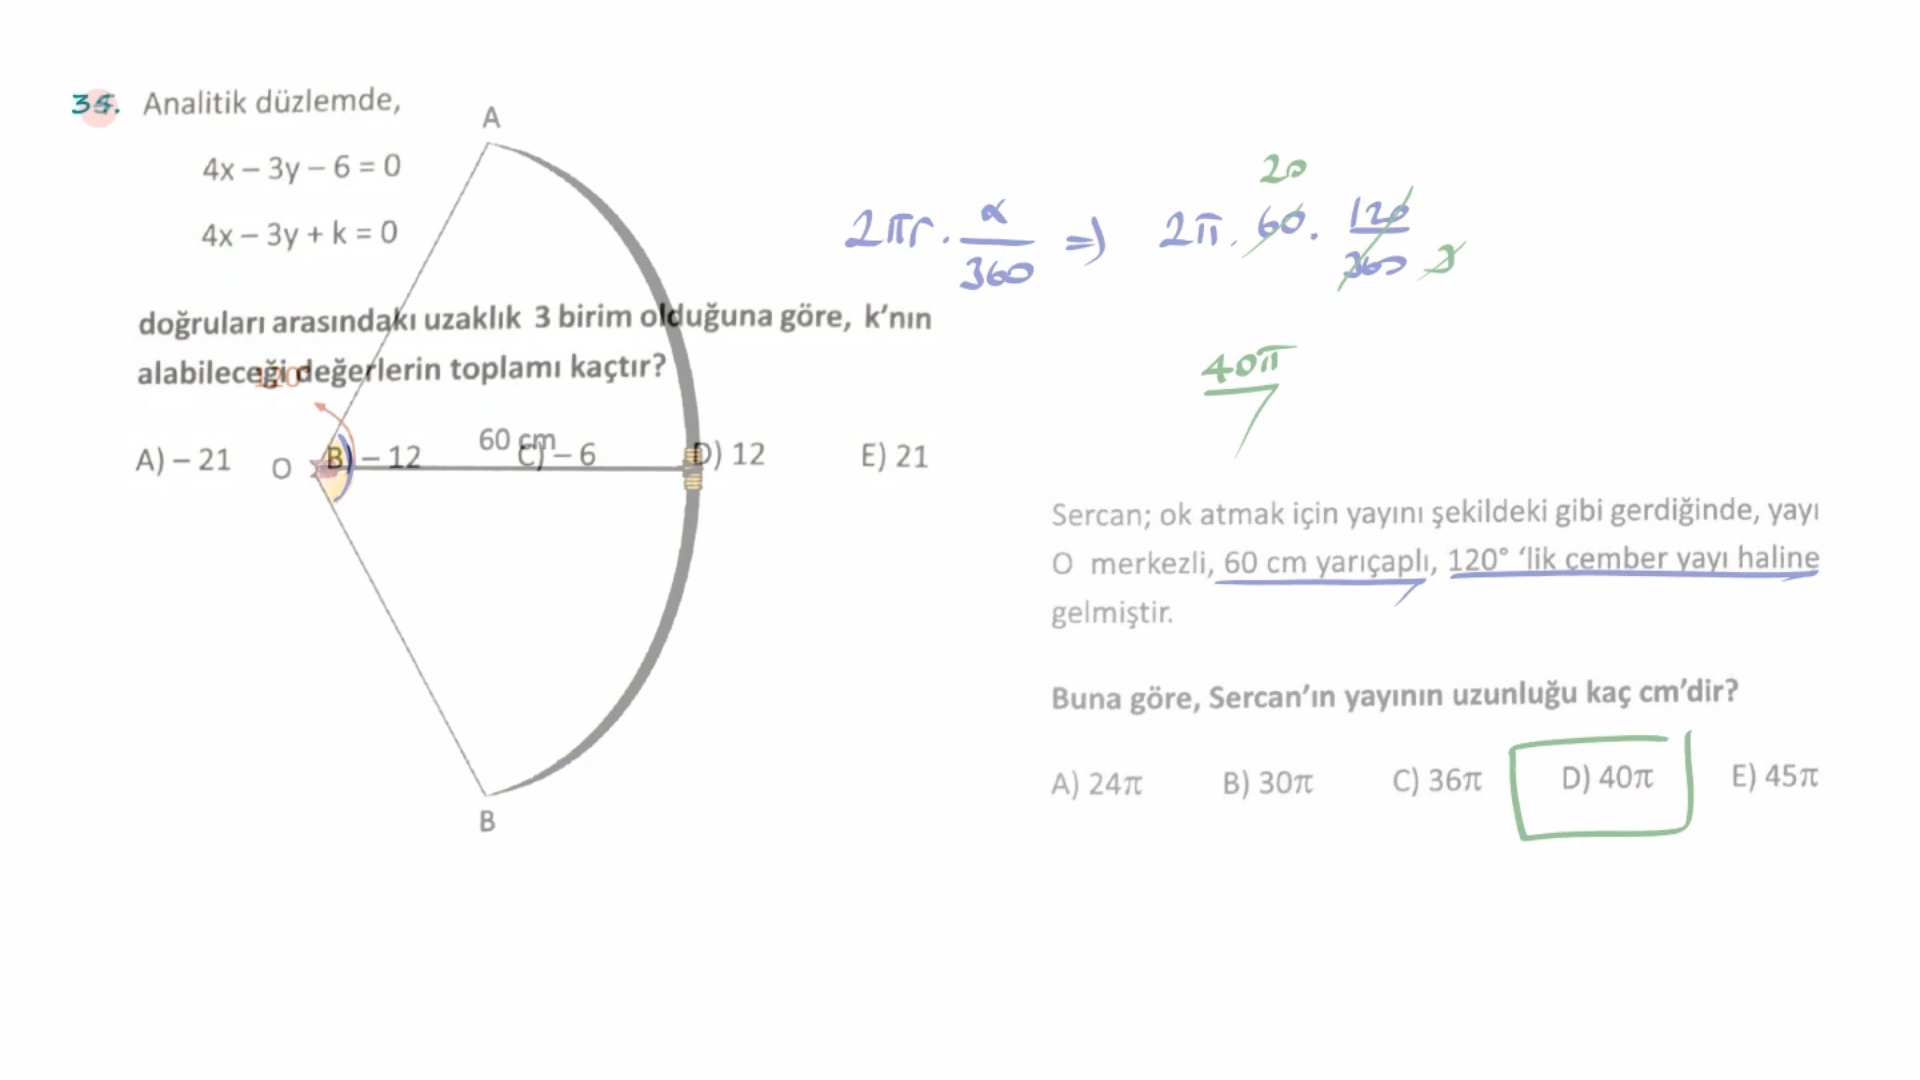 Analitik düzlemde,
4x – 3y – 6 = 0
4x – 3y + k = 0
doğruları arasındaki uzaklık 3 birim olduğuna göre, k’nın
alabileceği değerlerin toplamı kaçtır?
A) – 21 B) – 12 C) – 6 D) 12 E) 21
A
O
60 cm
B
20
2πr · α/360 ⇒ 2π. 60. 120/360 3
40π
Sercan; ok atmak için yayını şekildeki gibi gerdiğinde, yayı
O merkezli, 60 cm yarıçaplı, 120° ‘lik çember yayı haline
gelmiştir.
Buna göre, Sercan’ın yayının uzunluğu kaç cm’dir?
A) 24π B) 30π C) 36π D) 40π E) 45π